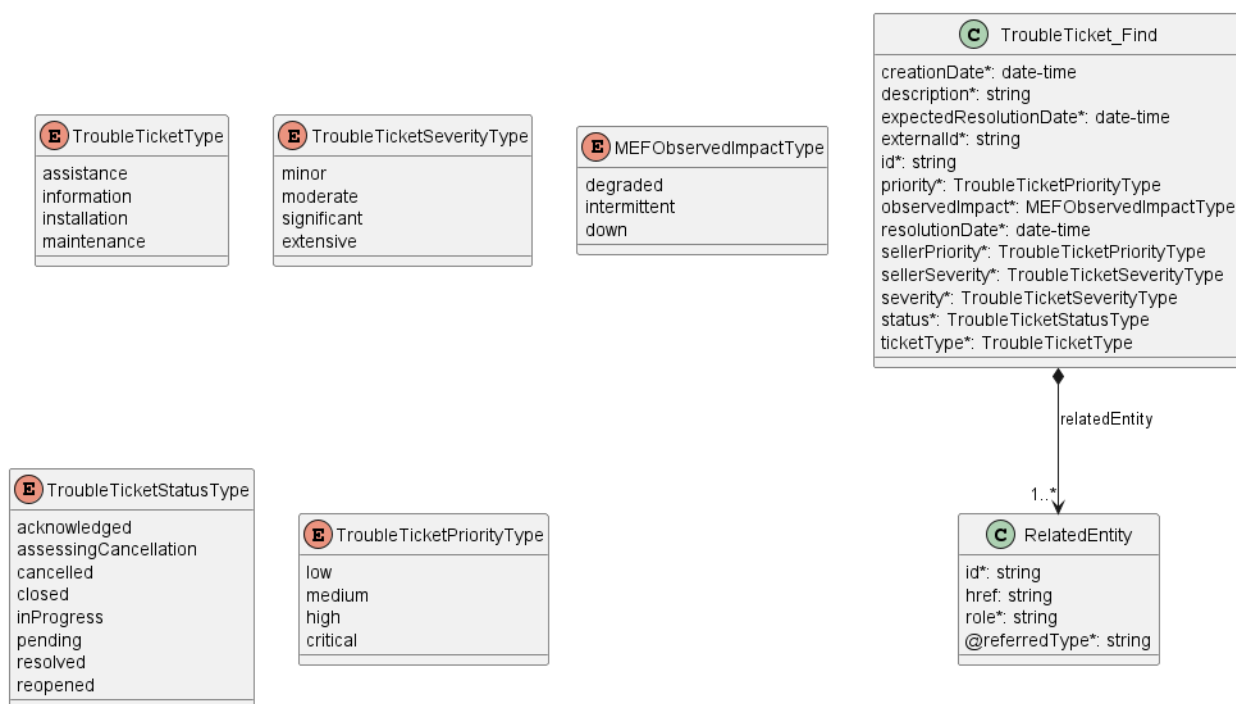 E TroubleTicketType
assistance
information
installation
maintenance
E TroubleTicketSeverityType
minor
moderate
significant
extensive
E MEFObservedImpactType
degraded
intermittent
down
C TroubleTicket_Find
creationDate*: date-time
description*: string
expectedResolutionDate*: date-time
externalId*: string
id*: string
priority*: TroubleTicketPriorityType
observedImpact*: MEFObservedImpactType
resolutionDate*: date-time
sellerPriority*: TroubleTicketPriorityType
sellerSeverity*: TroubleTicketSeverityType
severity*: TroubleTicketSeverityType
status*: TroubleTicketStatusType
ticketType*: TroubleTicketType
relatedEntity
1..*
E TroubleTicketStatusType
acknowledged
assessingCancellation
cancelled
closed
inProgress
pending
resolved
reopened
E TroubleTicketPriorityType
low
medium
high
critical
C RelatedEntity
id*: string
href: string
role*: string
@referredType*: string